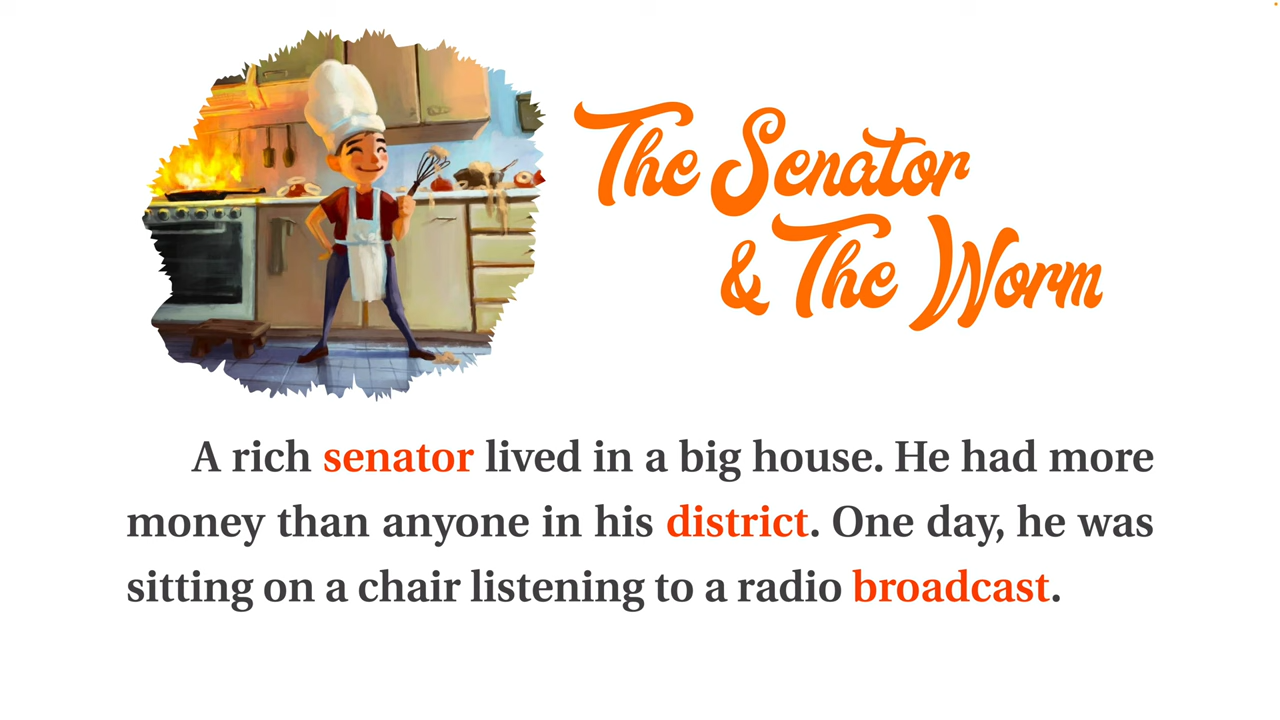 The Senator
& The Worm
A rich senator lived in a big house. He had more
money than anyone in his district. One day, he was
sitting on a chair listening to a radio broadcast.